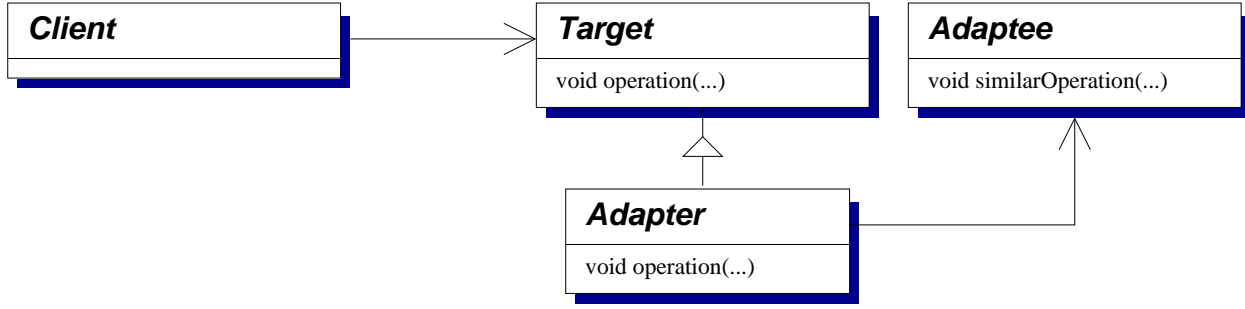 Client
Target
void operation(...)
Adaptee
void similarOperation(...)
Adapter
void operation(...)